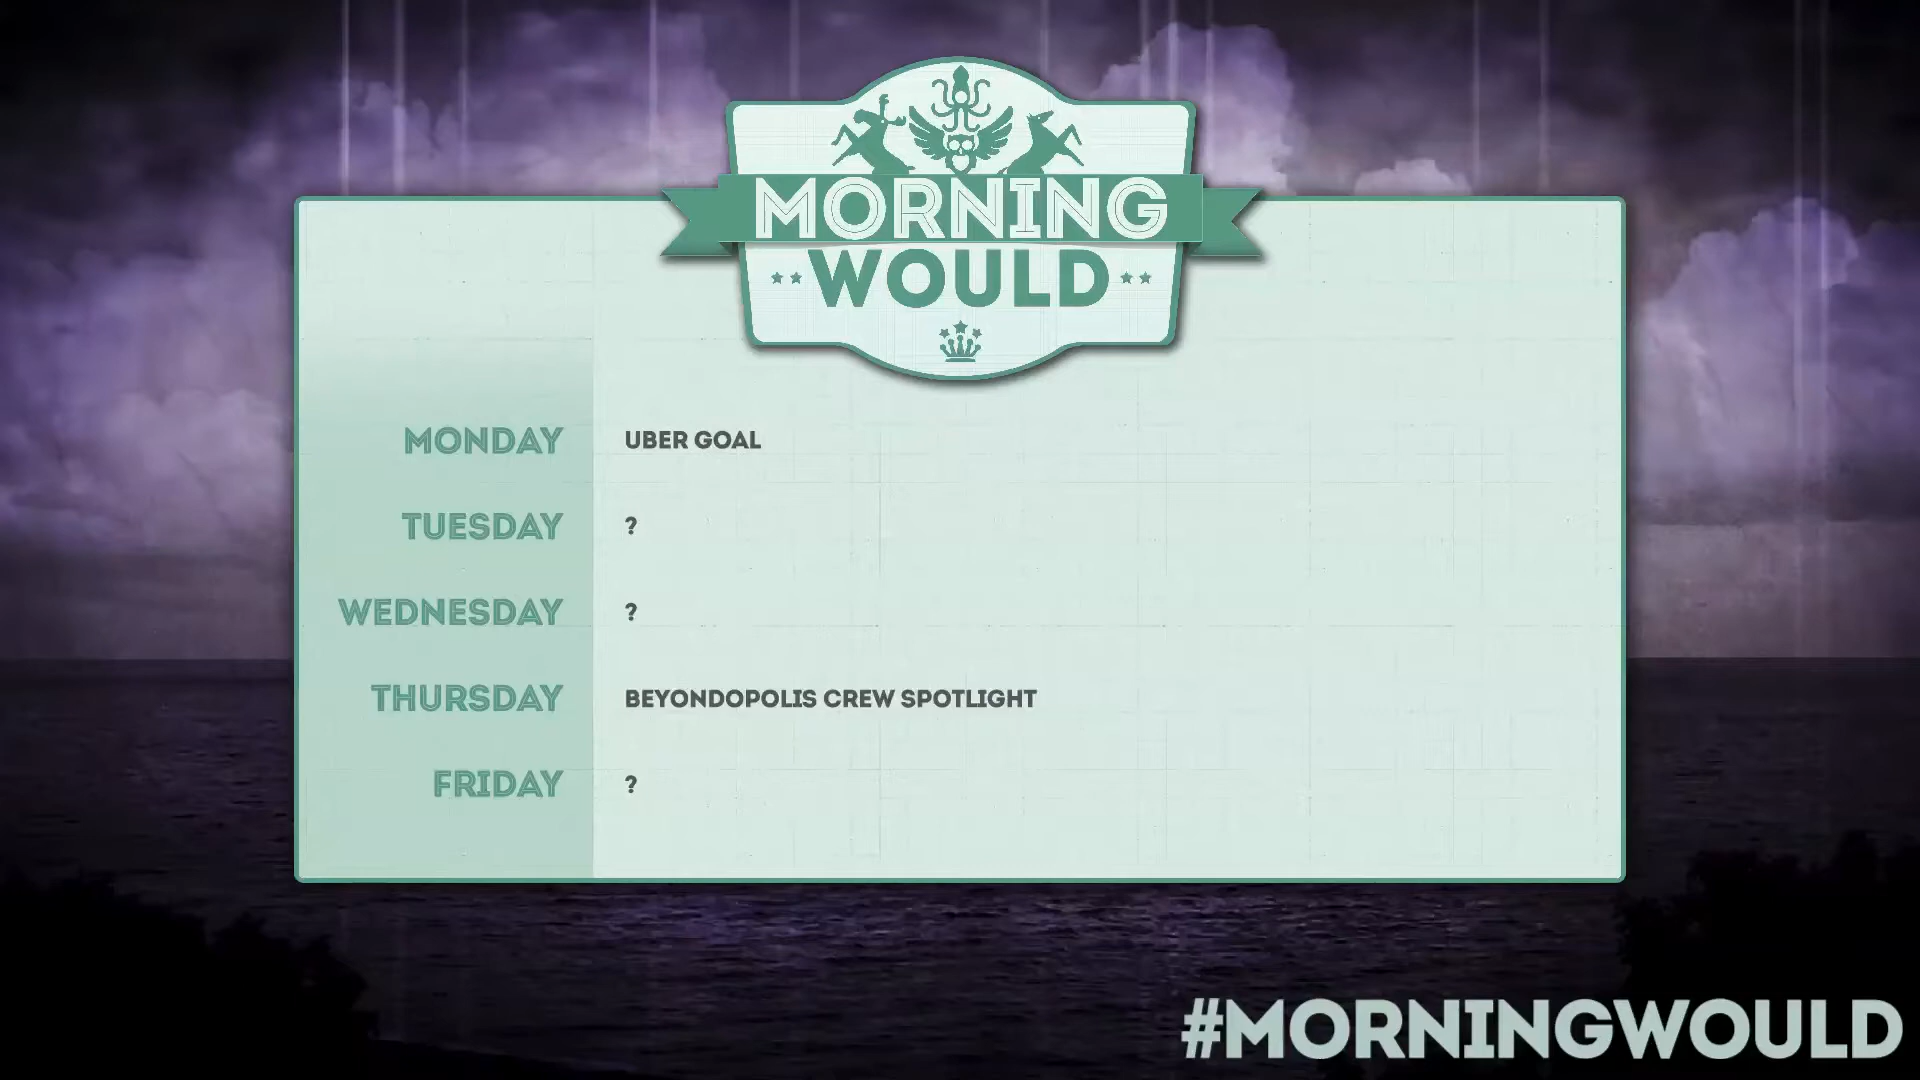 MORNING
WOULD
MONDAY UBER GOAL
TUESDAY ?
WEDNESDAY ?
THURSDAY BEYONDOPOLIS CREW SPOTLIGHT
FRIDAY ?
#MORNINGWOULD